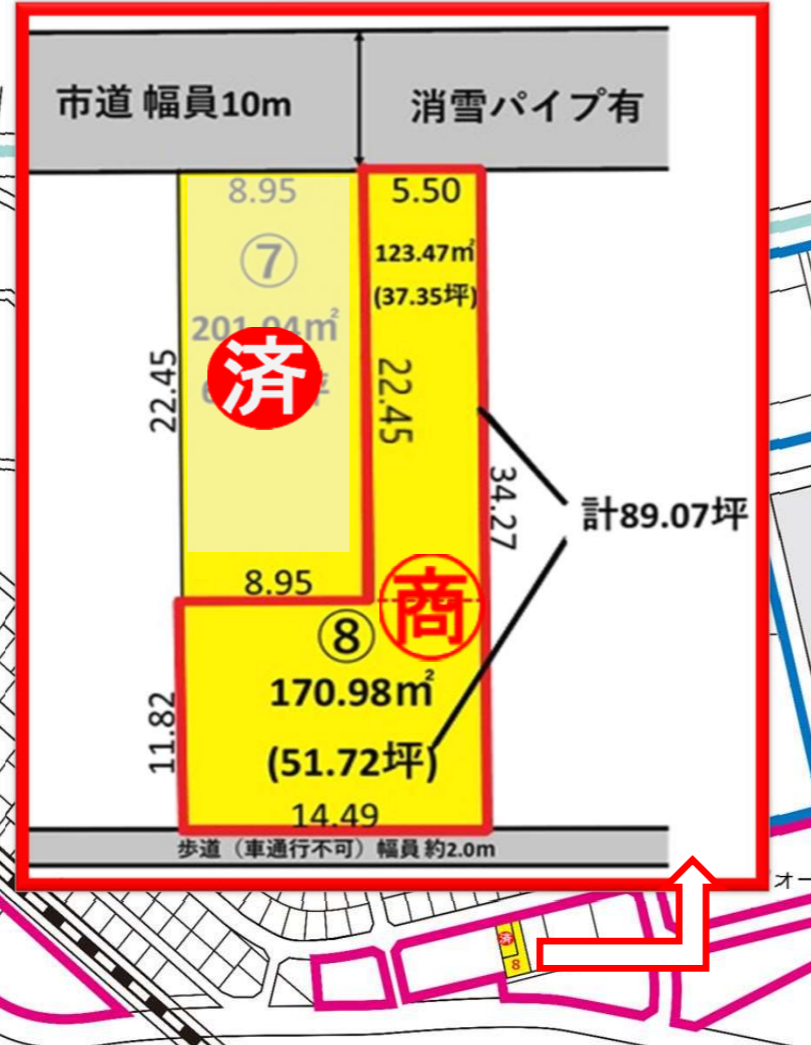 市道 幅員10m
消雪パイプ有
8.95
5.50
⑦
123.47㎡
(37.35坪)
201.04㎡
済
22.45
22.45
34.27
計89.07坪
8.95
商
⑧
170.98㎡
11.82
(51.72坪)
14.49
歩道（車通行不可）幅員 約2.0m
オー
済
8